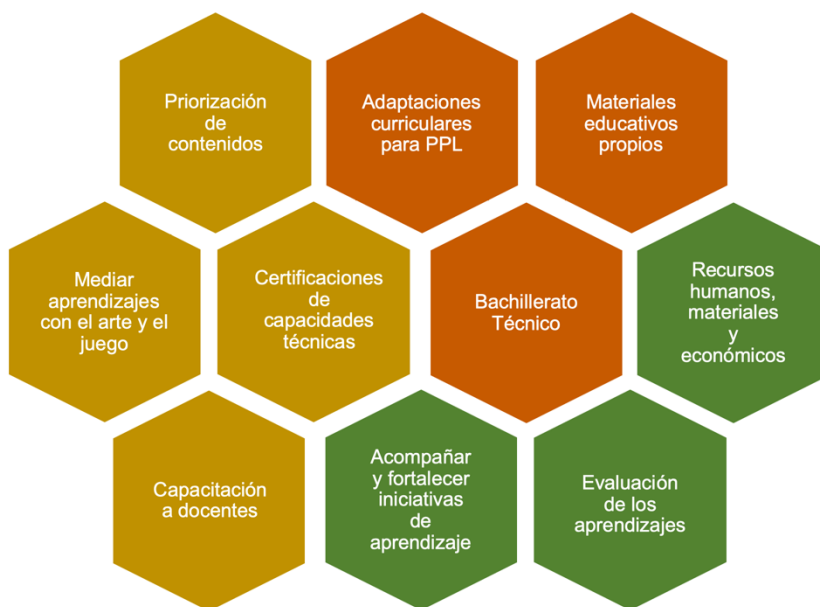 Priorización
de
contenidos
Adaptaciones
curriculares
para PPL
Materiales
educativos
propios
Mediar
aprendizajes
con el arte y el
juego
Certificaciones
de
capacidades
técnicas
Bachillerato
Técnico
Recursos
humanos,
materiales
y
económicos
Capacitación
a docentes
Acompañar
y fortalecer
iniciativas
de
aprendizaje
Evaluación
de los
aprendizajes